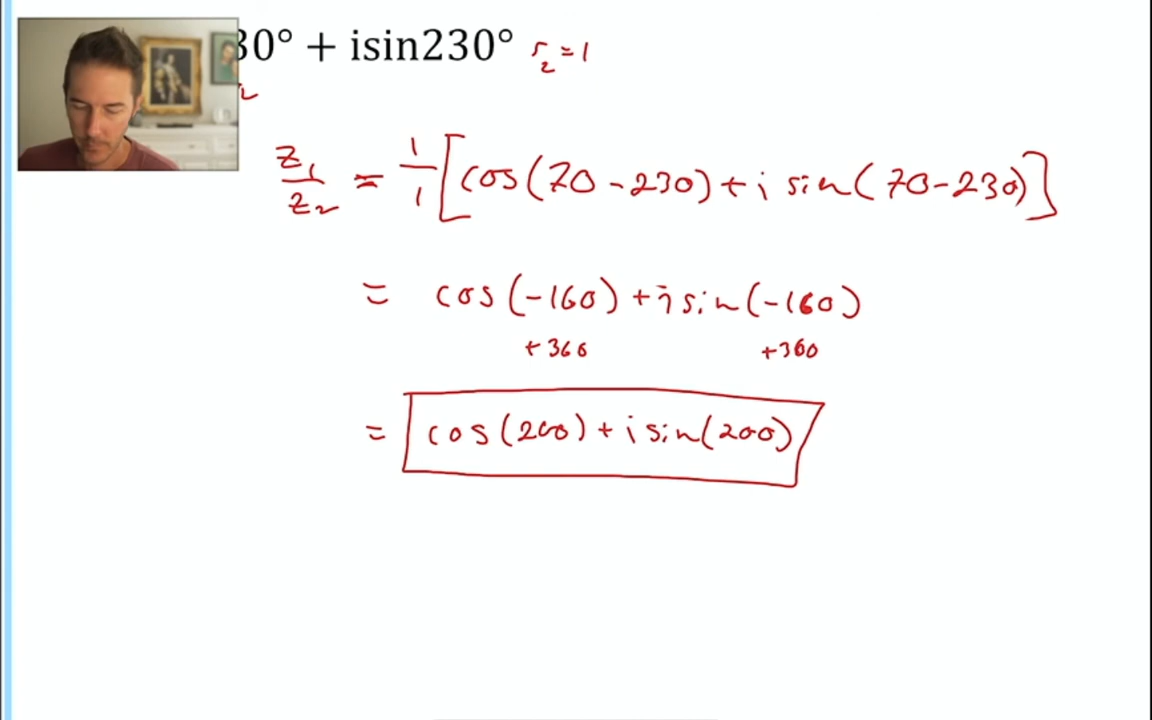 30° + isin230° r₂ = 1
2
z₁/z₂ = 1/1 [cos(70 - 230) + i sin(70 - 230)]
= cos(-160) + i sin(-160)
+360 +360
= cos(200) + i sin(200)